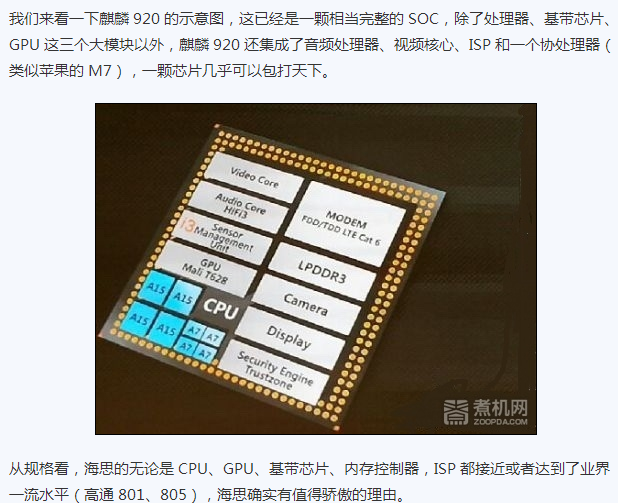 我们来看一下麒麟 920 的示意图，这已经是一颗相当完整的 SOC，除了处理器、基带芯片、
GPU 这三个大模块以外，麒麟 920 还集成了音频处理器、视频核心、ISP 和一个协处理器（
类似苹果的 M7），一颗芯片几乎可以包打天下。
Video Core
Audio Core
HiFi3
i3
Sensor
Management
Unit
GPU
Mali T628
MODEM
FDD/TDD LTE Cat 6
LPDDR3
Camera
Display
Security Engine
Trustzone
CPU
A15 A15
A15 A15
A7 A7
A7 A7
煮机网
ZOOPDA.COM
从规格看，海思的无论是 CPU、GPU、基带芯片、内存控制器，ISP 都接近或者达到了业界
一流水平（高通 801、805），海思确实有值得骄傲的理由。